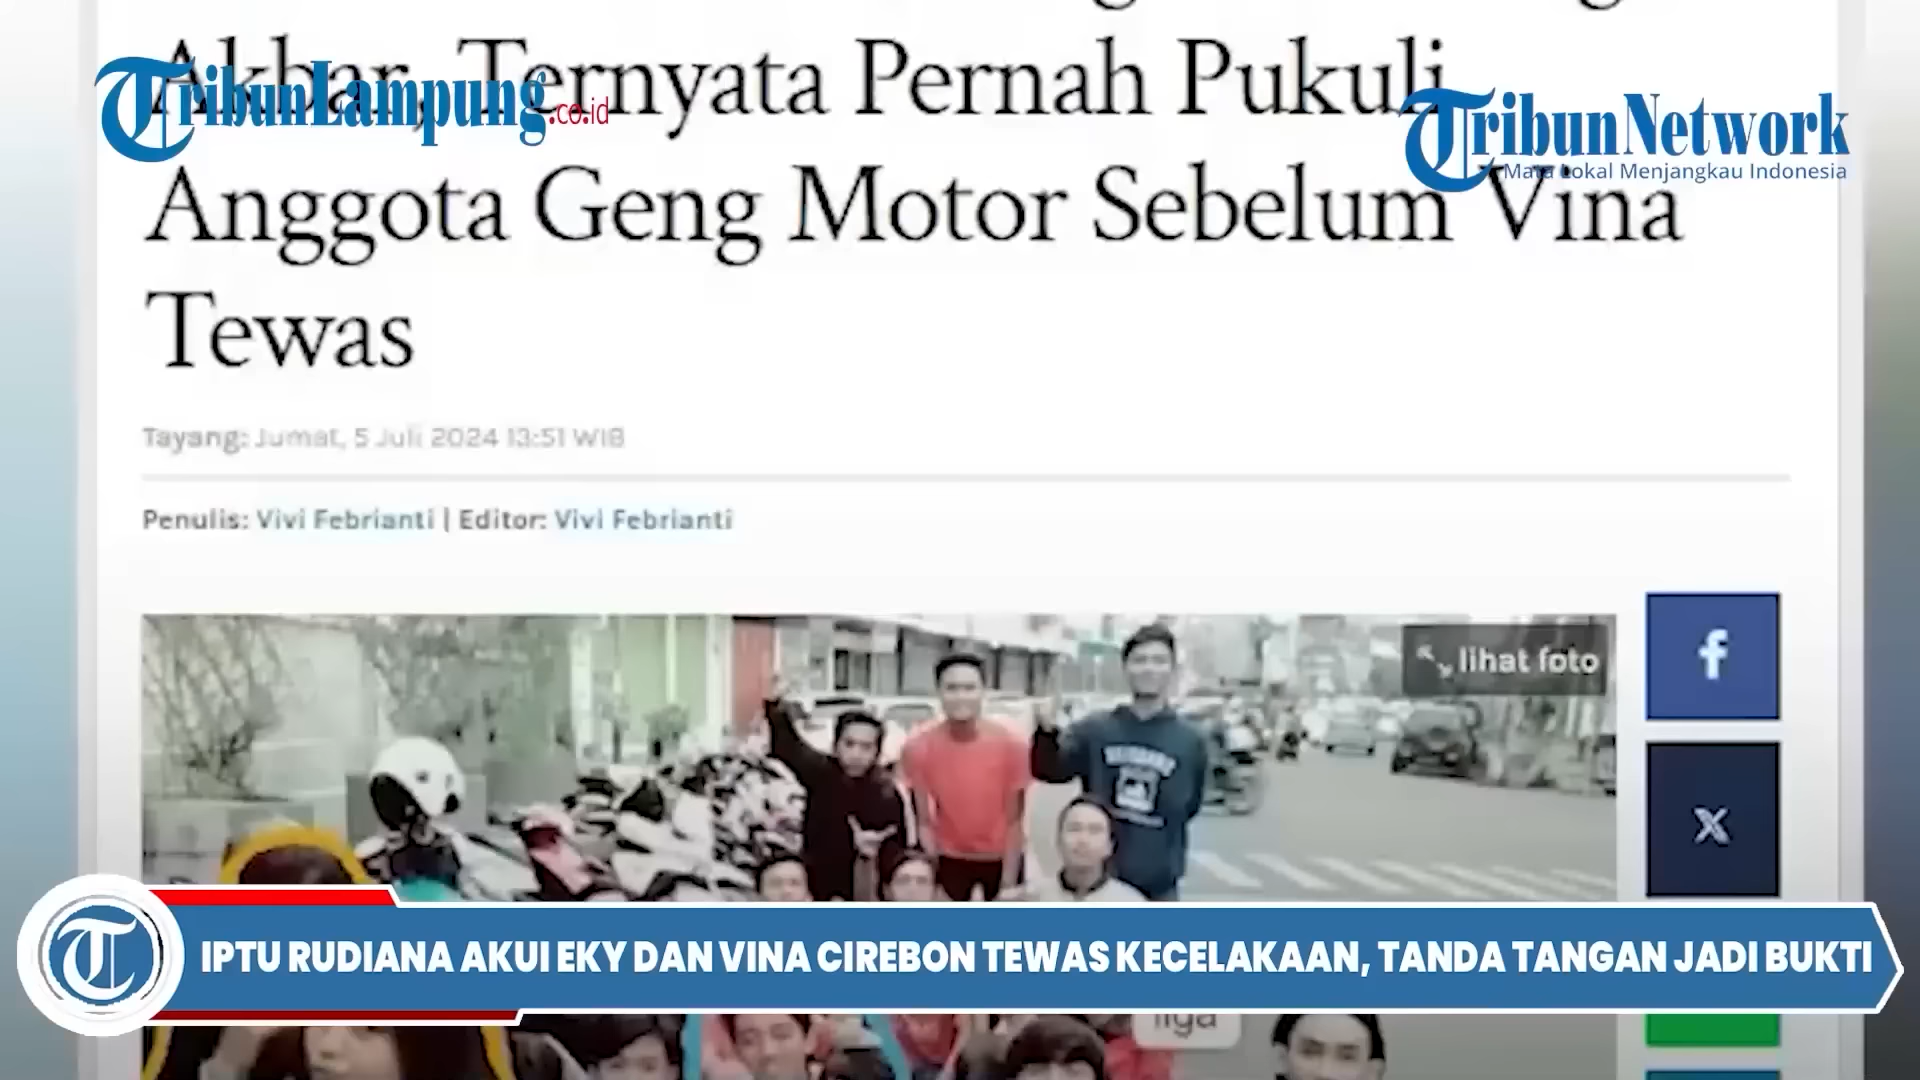 Akbar, Ternyata Pernah Pukuli
TribunLampung.co.id
TribunNetwork
Mata Lokal Menjangkau Indonesia
Anggota Geng Motor Sebelum Vina
Tewas
Tayang: Jumat, 5 Juli 2024 13:51 WIB
Penulis: Vivi Febrianti | Editor: Vivi Febrianti
lihat foto
f
X
T
IPTU RUDIANA AKUI EKY DAN VINA CIREBON TEWAS KECELAKAAN, TANDA TANGAN JADI BUKTI